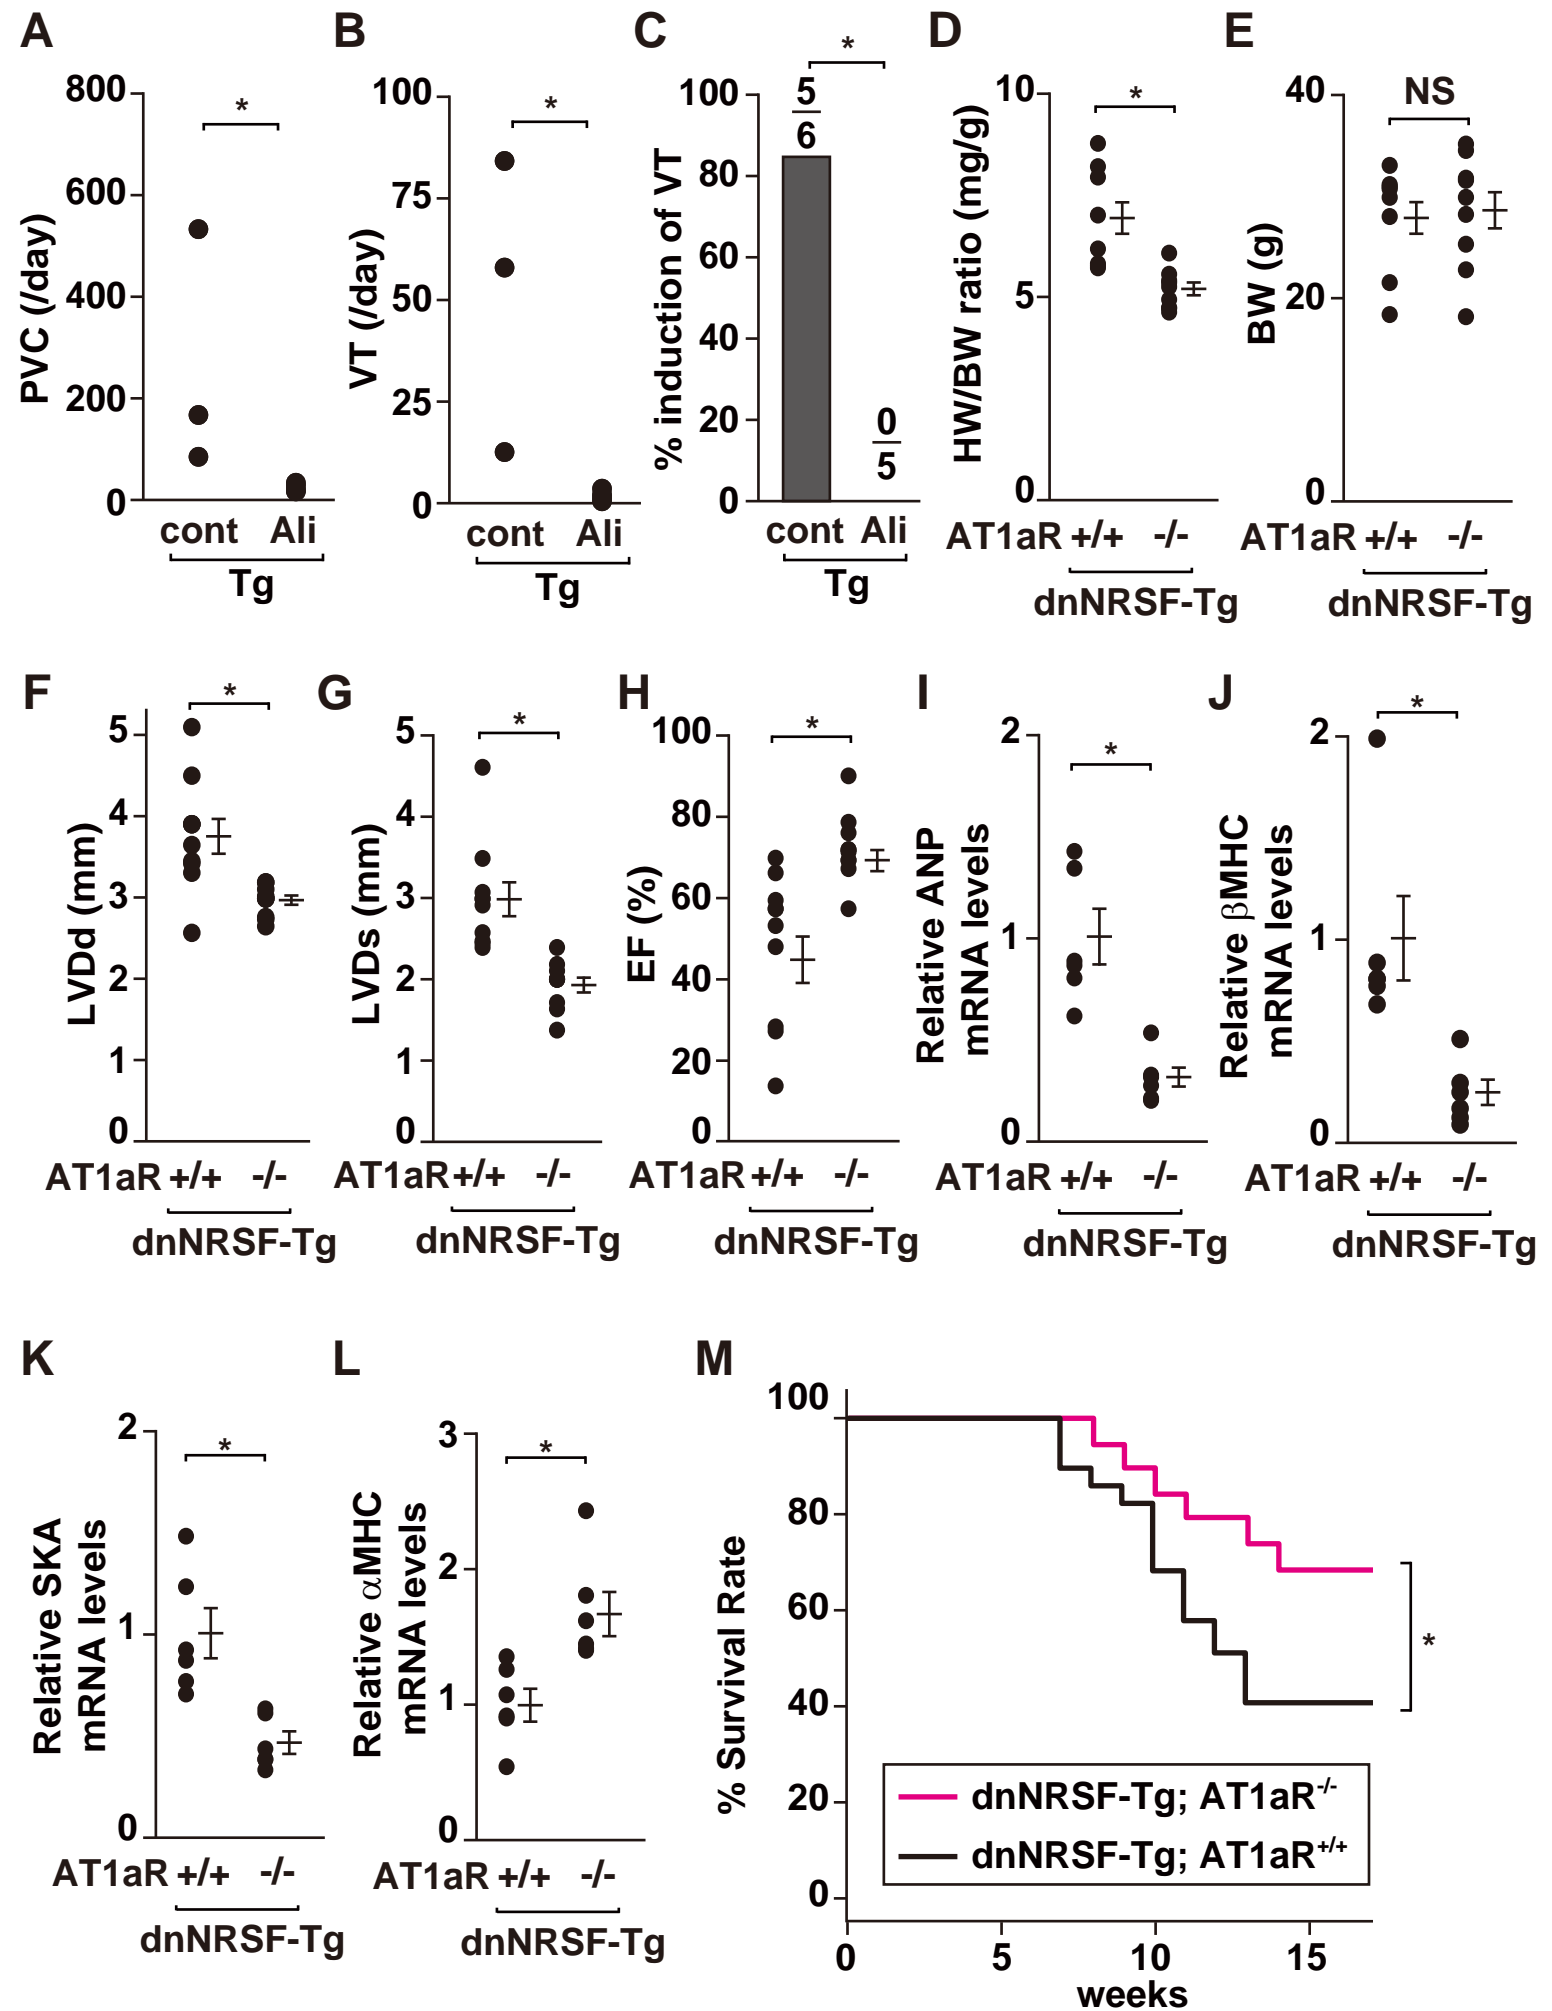 A
PVC (/day)
800
600
400
200
0
*
cont Ali
Tg
B
VT (/day)
100
75
50
25
0
*
cont Ali
Tg
C
% induction of VT
100
80
60
40
20
0
*
5
6
0
5
cont Ali
Tg
D
HW/BW ratio (mg/g)
10
5
0
*
AT1aR +/+ -/-
dnNRSF-Tg
E
BW (g)
40
20
0
NS
AT1aR +/+ -/-
dnNRSF-Tg
F
LVDd (mm)
5
4
3
2
1
0
*
AT1aR +/+ -/-
dnNRSF-Tg
G
LVDs (mm)
5
4
3
2
1
0
*
AT1aR +/+ -/-
dnNRSF-Tg
H
EF (%)
100
80
60
40
20
0
*
AT1aR +/+ -/-
dnNRSF-Tg
I
Relative ANP
mRNA levels
2
1
0
*
AT1aR +/+ -/-
dnNRSF-Tg
J
Relative βMHC
mRNA levels
2
1
0
*
AT1aR +/+ -/-
dnNRSF-Tg
K
Relative SKA
mRNA levels
2
1
0
*
AT1aR +/+ -/-
dnNRSF-Tg
L
Relative αMHC
mRNA levels
3
2
1
0
*
AT1aR +/+ -/-
dnNRSF-Tg
M
% Survival Rate
100
80
60
40
20
0
*
dnNRSF-Tg; AT1aR-/-
dnNRSF-Tg; AT1aR+/+
0 5 10 15
weeks